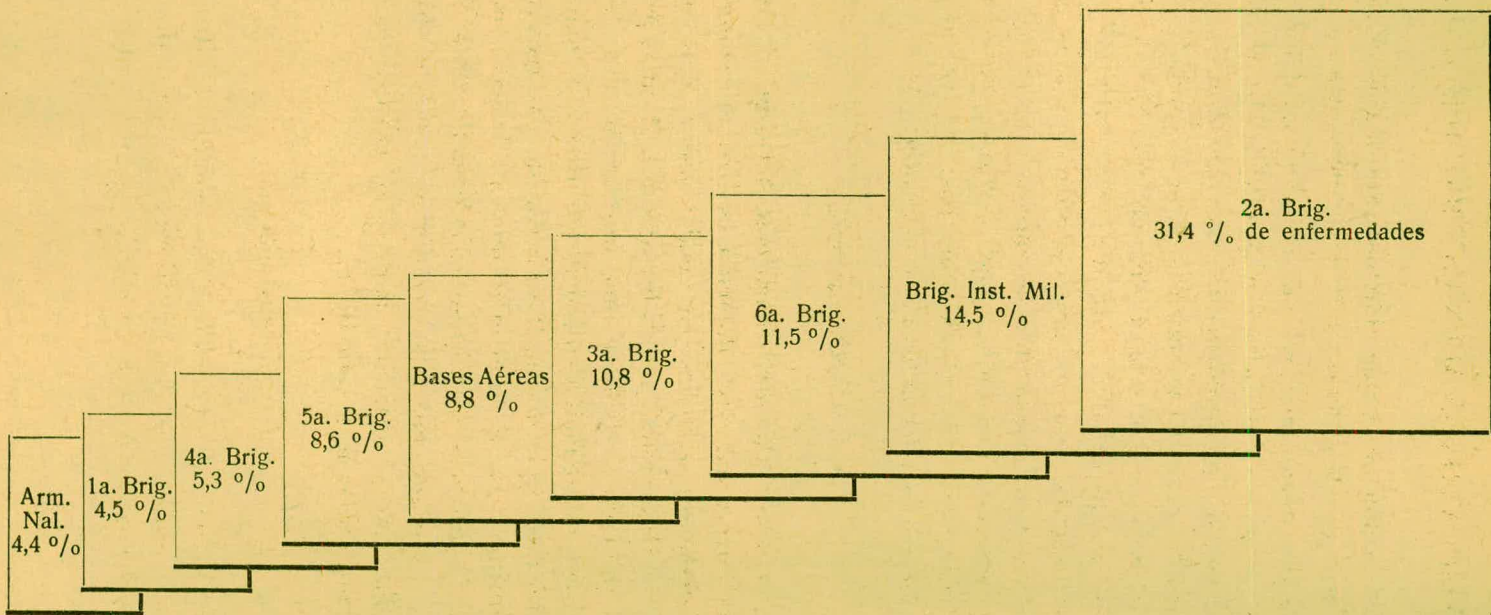 Arm.
Nal.
4,4 %
1a. Brig.
4,5 %
4a. Brig.
5,3 %
5a. Brig.
8,6 %
Bases Aéreas
8,8 %
3a. Brig.
10,8 %
6a. Brig.
11,5 %
Brig. Inst. Mil.
14,5 %
2a. Brig.
31,4 % de enfermedades